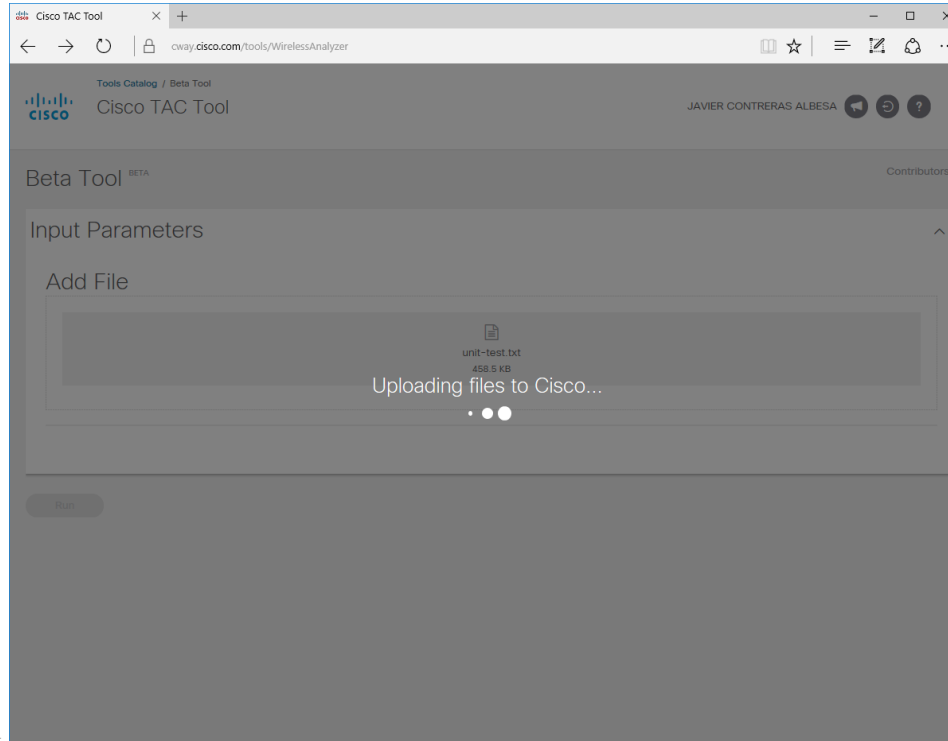 Cisco TAC Tool
cway.cisco.com/tools/WirelessAnalyzer
Tools Catalog / Beta Tool
CISCO
Cisco TAC Tool
JAVIER CONTRERAS ALBESA
?
Beta Tool BETA
Contributors
Input Parameters
Add File
unit-test.txt
458.5 KB
Uploading files to Cisco...
Run